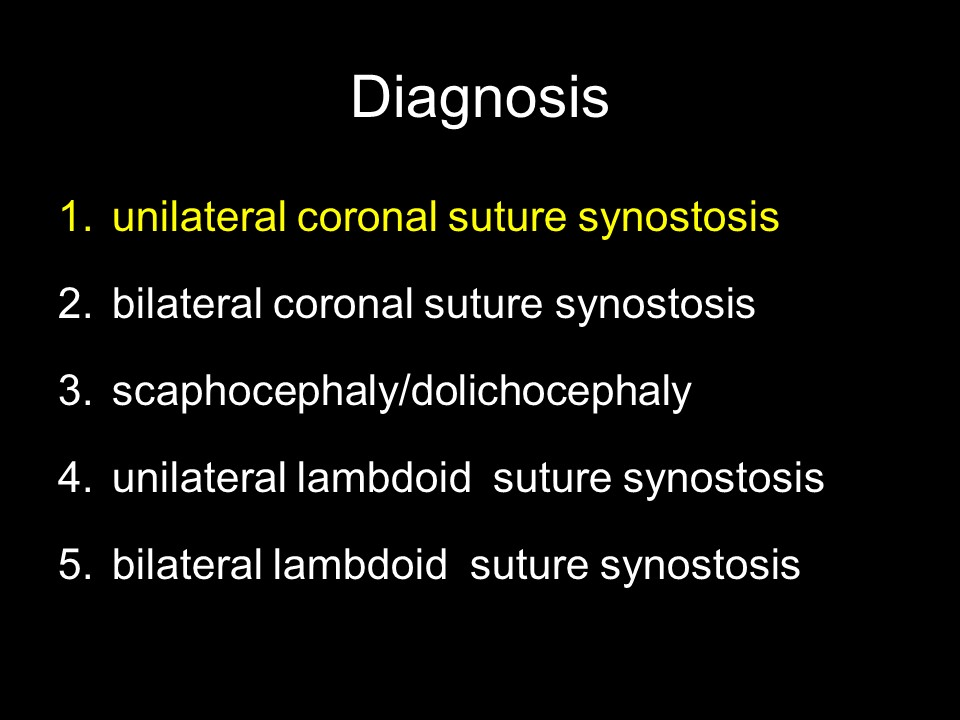 Diagnosis
1. unilateral coronal suture synostosis
2. bilateral coronal suture synostosis
3. scaphocephaly/dolichocephaly
4. unilateral lambdoid  suture synostosis
5. bilateral lambdoid  suture synostosis